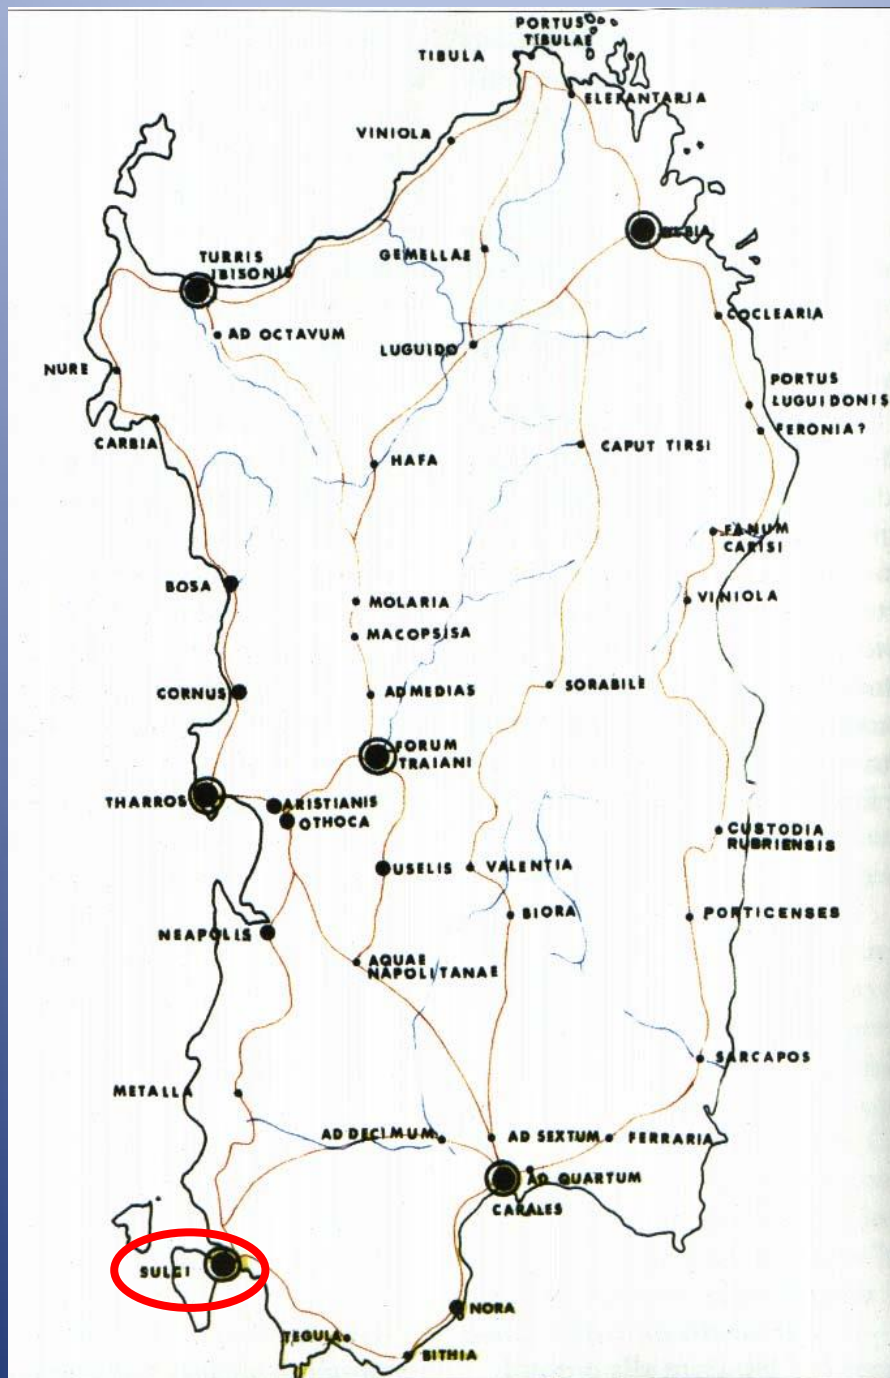 PORTUS
TIBULAE
TIBULA
ELEFANTARIA
VINIOLA
TURRIS
GEMELLAE
COCLEARIA
AD OCTAVUM
LUGUIDO
NURE
PORTUS
LUGUIDONIS
CARBIA
FERONIA?
CAPUT TIRSI
HAFA
FANUM
CARISI
BOSA
MOLARIA
VINIOLA
MACOPSISA
CORNUS
AD MEDIAS
SORABILE
FORUM
TRAIANI
THARROS
ARISTIANIS
OTHOCA
CUSTODIA
RUBRIENSIS
USELIS
VALENTIA
BIORA
PORTICENSES
NEAPOLIS
AQUAE
NAPOLITANAE
SARCAPOS
METALLA
AD DECIMUM
AD SEXTUM
FERRARIA
AD QUARTUM
CARALES
SULCI
NORA
TEGULA
BITHIA